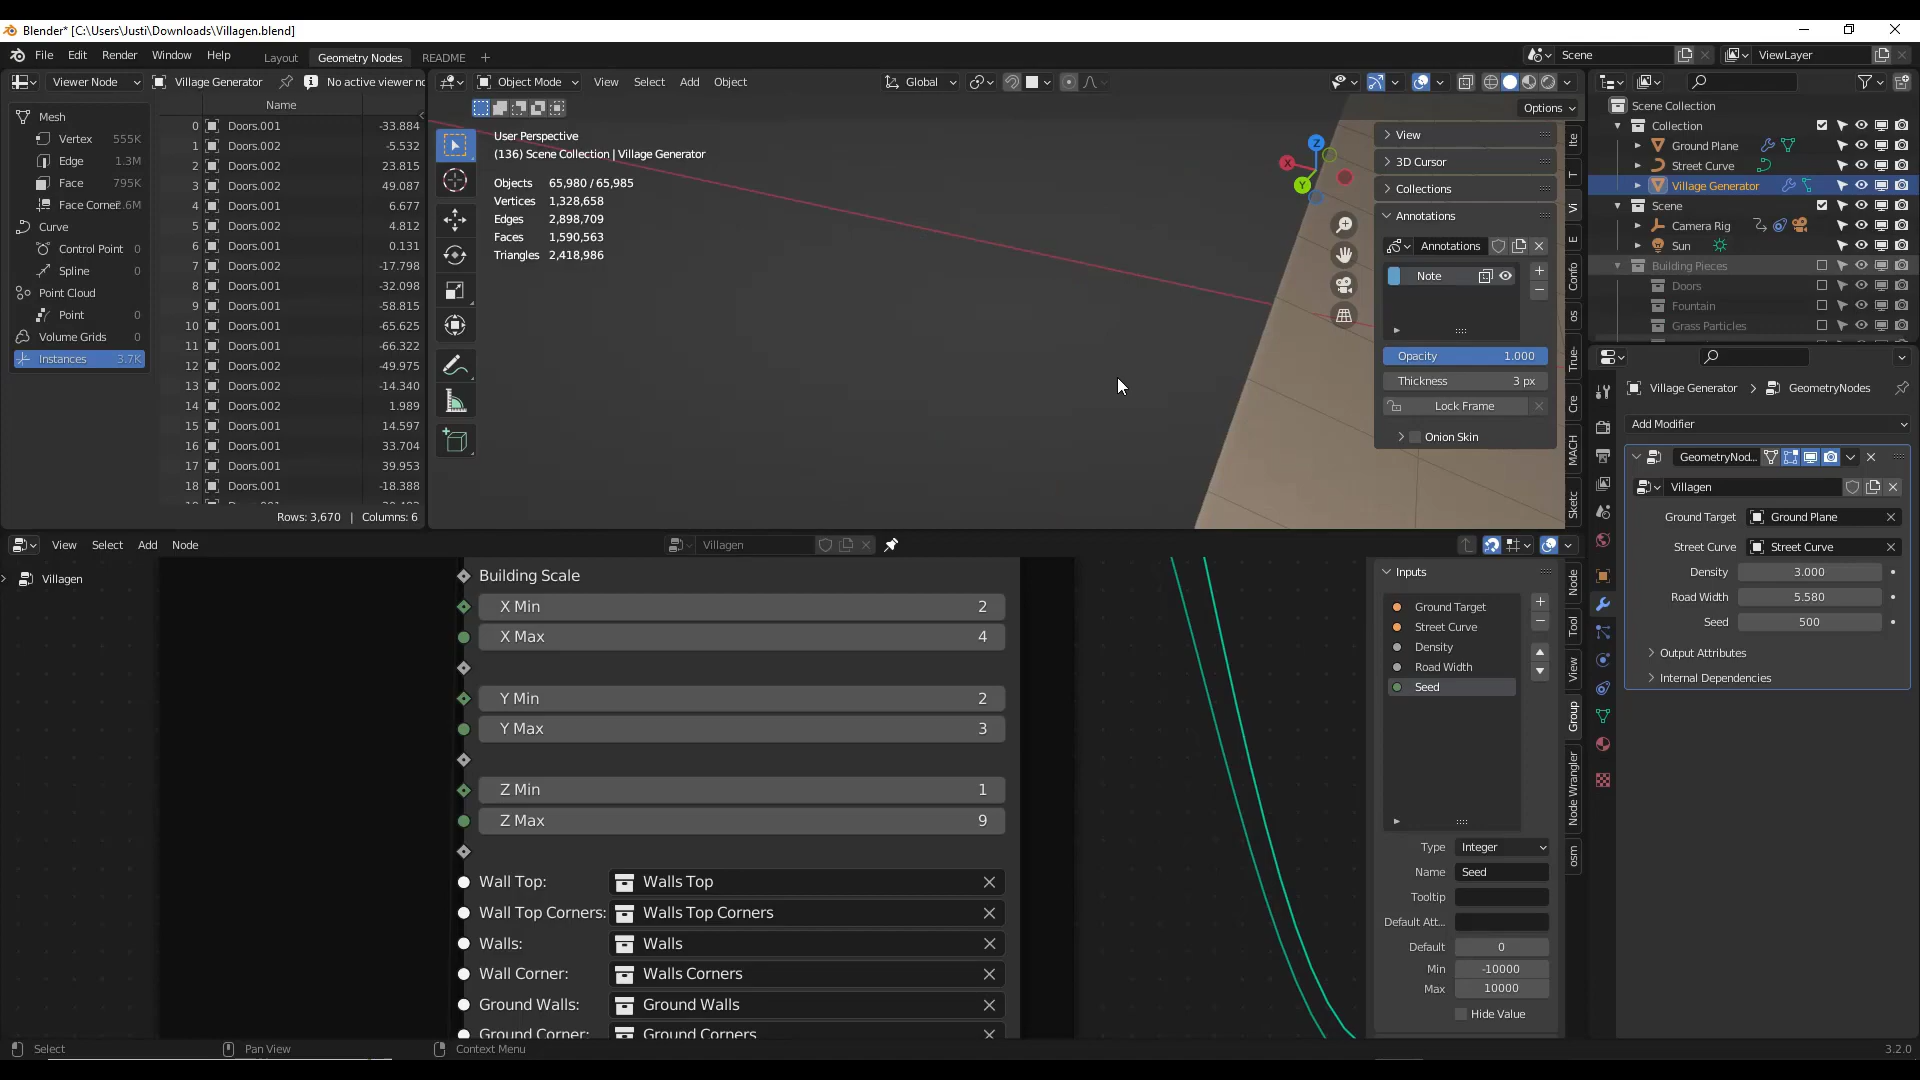 Blender* [C:\Users\Justi\Downloads\Villagen.blend]
File Edit Render Window Help Layout Geometry Nodes README + Scene ViewLayer
Viewer Node Village Generator No active viewer n
Object Mode View Select Add Object Global
Options
Name
Mesh
Vertex 555K
Edge 1.3M
Face 795K
Face Corne 2.6M
Curve
Control Point 0
Spline 0
Point Cloud
Point 0
Volume Grids 0
Instances 3.7K
0 Doors.001 -33.884
1 Doors.002 -5.532
2 Doors.002 23.815
3 Doors.002 49.087
4 Doors.001 6.677
5 Doors.002 4.812
6 Doors.001 0.131
7 Doors.002 -17.798
8 Doors.001 -32.098
9 Doors.001 -58.815
10 Doors.001 -65.625
11 Doors.001 -66.322
12 Doors.002 -49.975
13 Doors.002 -14.340
14 Doors.002 1.989
15 Doors.001 14.597
16 Doors.001 33.704
17 Doors.001 39.953
18 Doors.001 -18.388
Rows: 3,670 | Columns: 6
User Perspective
(136) Scene Collection | Village Generator
Objects 65,980 / 65,985
Vertices 1,328,658
Edges 2,898,709
Faces 1,590,563
Triangles 2,418,986
Z
X
Y
View
3D Cursor
Collections
Annotations
Annotations
Note
Opacity 1.000
Thickness 3 px
Lock Frame
Onion Skin
Ite
T
Vi
E
Confo
os
True-
Cre
MACH
Sketc
Scene Collection
Collection
Ground Plane
Street Curve
Village Generator
Scene
Camera Rig
Sun
Building Pieces
Doors
Fountain
Grass Particles
Village Generator > GeometryNodes
Add Modifier
GeometryNod...
Villagen
Ground Target Ground Plane
Street Curve Street Curve
Density 3.000
Road Width 5.580
Seed 500
Output Attributes
Internal Dependencies
View Select Add Node Villagen
Villagen
Building Scale
X Min 2
X Max 4
Y Min 2
Y Max 3
Z Min 1
Z Max 9
Wall Top: Walls Top
Wall Top Corners: Walls Top Corners
Walls: Walls
Wall Corner: Walls Corners
Ground Walls: Ground Walls
Ground Corner: Ground Corners
Inputs
Ground Target
Street Curve
Density
Road Width
Seed
Type Integer
Name Seed
Tooltip
Default Att...
Default 0
Min -10000
Max 10000
Hide Value
Node
Tool
View
Group
Node Wrangler
osm
Select Pan View Context Menu 3.2.0